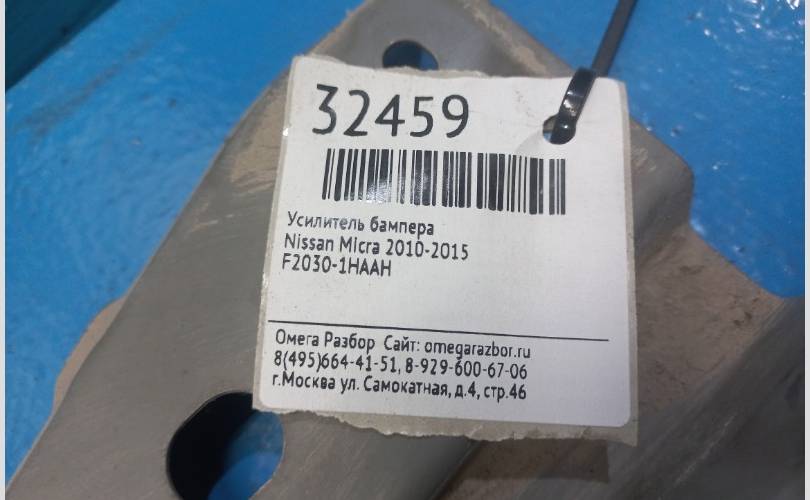 32459
Усилитель бампера
Nissan Micra 2010-2015
F2030-1HAAH
Омега Разбор Сайт: omegarazbor.ru
8(495)664-41-51, 8-929-600-67-06
г.Москва ул. Самокатная, д.4, стр.46